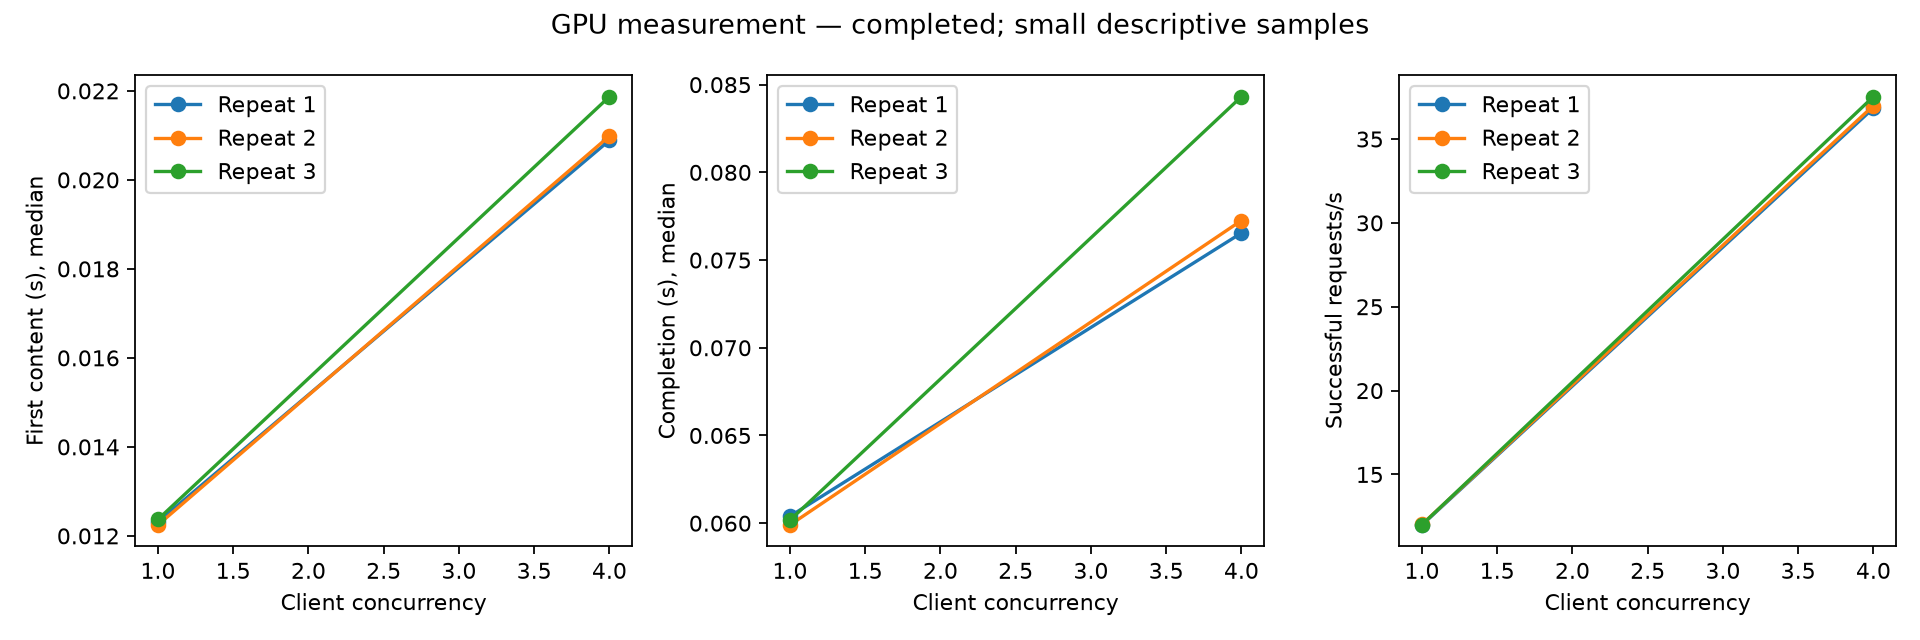 GPU measurement — completed; small descriptive samples
First content (s), median
0.022
0.020
0.018
0.016
0.014
0.012
Repeat 1
Repeat 2
Repeat 3
1.0 1.5 2.0 2.5 3.0 3.5 4.0
Client concurrency
Completion (s), median
0.085
0.080
0.075
0.070
0.065
0.060
Repeat 1
Repeat 2
Repeat 3
1.0 1.5 2.0 2.5 3.0 3.5 4.0
Client concurrency
Successful requests/s
35
30
25
20
15
Repeat 1
Repeat 2
Repeat 3
1.0 1.5 2.0 2.5 3.0 3.5 4.0
Client concurrency